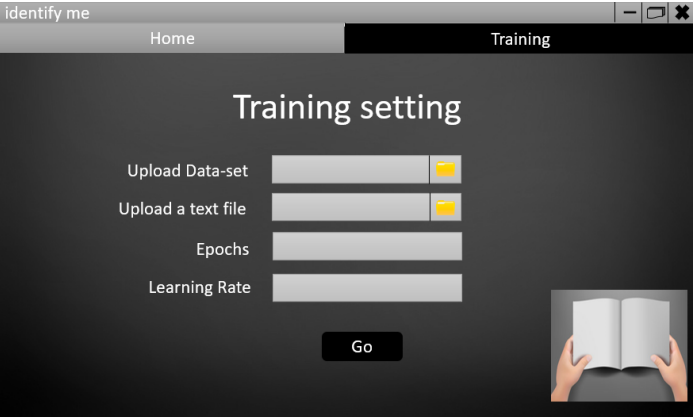 identify me
Home
Training
Training setting
Upload Data-set
Upload a text file
Epochs
Learning Rate
Go